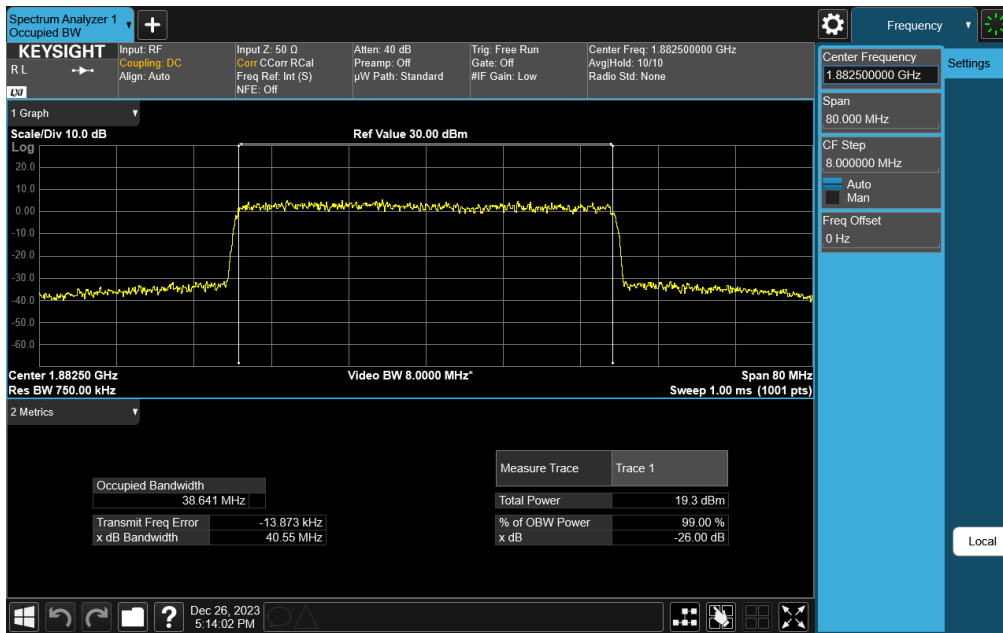 Spectrum Analyzer 1
Occupied BW
Frequency
KEYSIGHT
R L
LXI
Input: RF
Coupling: DC
Align: Auto
Input Z: 50 Ω
Corr CCorr RCal
Freq Ref: Int (S)
NFE: Off
Atten: 40 dB
Preamp: Off
µW Path: Standard
Trig: Free Run
Gate: Off
#IF Gain: Low
Center Freq: 1.882500000 GHz
Avg|Hold: 10/10
Radio Std: None
Center Frequency
1.882500000 GHz
Settings
Span
80.000 MHz
CF Step
8.000000 MHz
Auto
Man
Freq Offset
0 Hz
Local
1 Graph
Scale/Div 10.0 dB
Ref Value 30.00 dBm
Log
20.0
10.0
0.00
-10.0
-20.0
-30.0
-40.0
-50.0
-60.0
Center 1.88250 GHz
Video BW 8.0000 MHz*
Span 80 MHz
Res BW 750.00 kHz
Sweep 1.00 ms (1001 pts)
2 Metrics
Measure Trace Trace 1
Occupied Bandwidth
38.641 MHz
Total Power 19.3 dBm
Transmit Freq Error -13.873 kHz
% of OBW Power 99.00 %
x dB Bandwidth 40.55 MHz
x dB -26.00 dB
?
Dec 26, 2023
5:14:02 PM